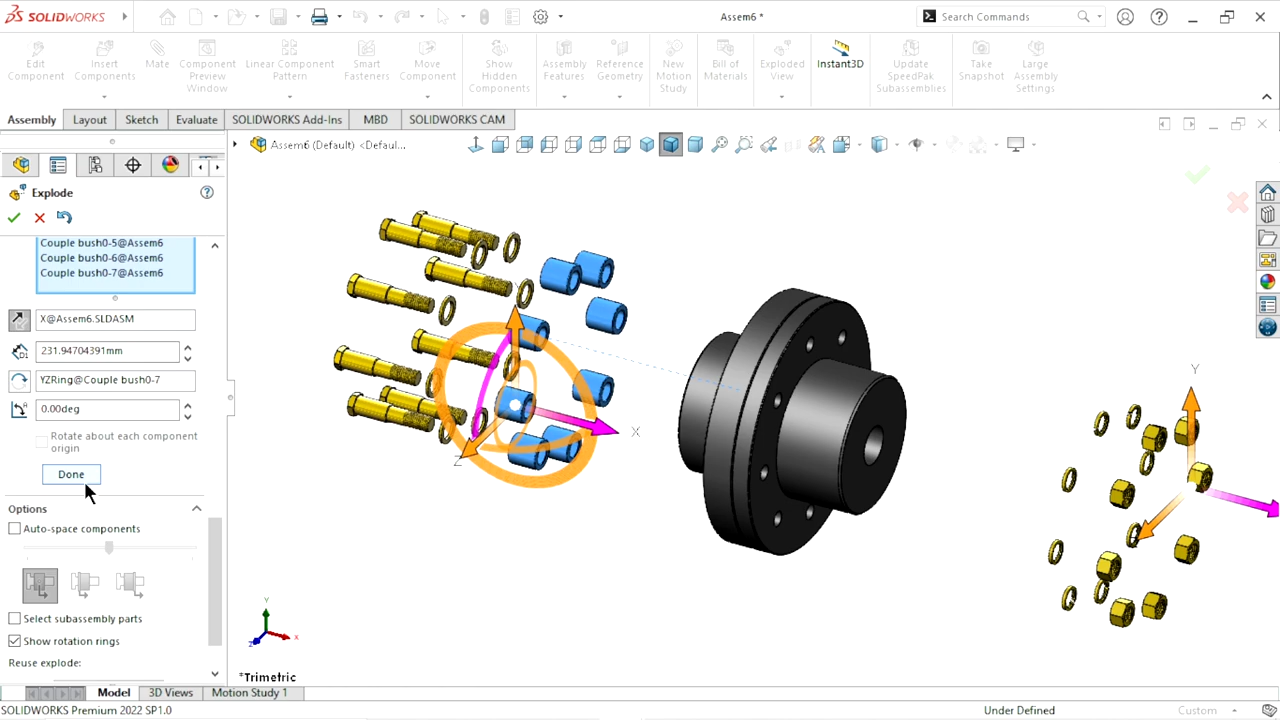 SOLIDWORKS
Assem6 *
Search Commands
Edit Component
Insert Components
Mate
Component Preview Window
Linear Component Pattern
Smart Fasteners
Move Component
Show Hidden Components
Assembly Features
Reference Geometry
New Motion Study
Bill of Materials
Exploded View
Instant3D
Update SpeedPak Subassemblies
Take Snapshot
Large Assembly Settings
Assembly
Layout
Sketch
Evaluate
SOLIDWORKS Add-Ins
MBD
SOLIDWORKS CAM
Assem6 (Default) <Defaul...
Explode
Couple bush0-5@Assem6
Couple bush0-6@Assem6
Couple bush0-7@Assem6
X@Assem6.SLDASM
231.94704391mm
YZRing@Couple bush0-7
0.00deg
Rotate about each component
origin
Done
Options
Auto-space components
Select subassembly parts
Show rotation rings
Reuse explode:
X
Z
Y
Y
X
Z
*Trimetric
Model
3D Views
Motion Study 1
SOLIDWORKS Premium 2022 SP1.0
Under Defined
Custom